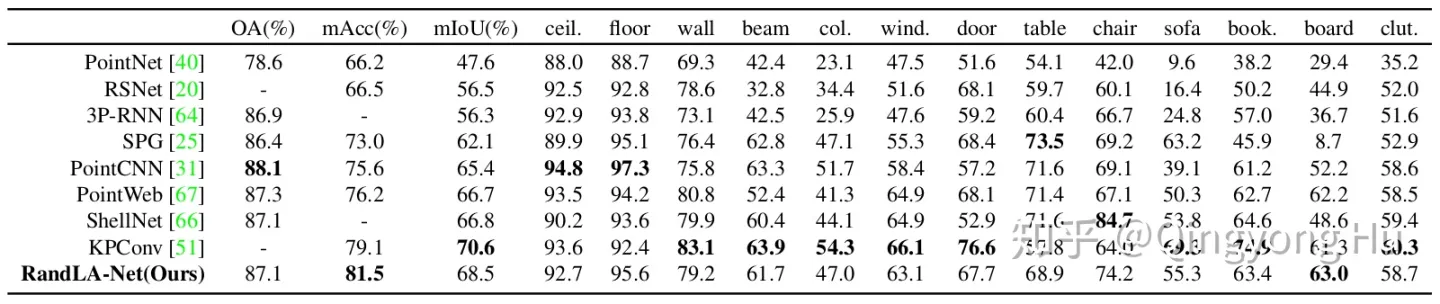 OA(%) mAcc(%) mIoU(%) ceil. floor wall beam col. wind. door table chair sofa book. board clut.
PointNet [40] 78.6 66.2 47.6 88.0 88.7 69.3 42.4 23.1 47.5 51.6 54.1 42.0 9.6 38.2 29.4 35.2
RSNet [20] - 66.5 56.5 92.5 92.8 78.6 32.8 34.4 51.6 68.1 59.7 60.1 16.4 50.2 44.9 52.0
3P-RNN [64] 86.9 - 56.3 92.9 93.8 73.1 42.5 25.9 47.6 59.2 60.4 66.7 24.8 57.0 36.7 51.6
SPG [25] 86.4 73.0 62.1 89.9 95.1 76.4 62.8 47.1 55.3 68.4 73.5 69.2 63.2 45.9 8.7 52.9
PointCNN [31] 88.1 75.6 65.4 94.8 97.3 75.8 63.3 51.7 58.4 57.2 71.6 69.1 39.1 61.2 52.2 58.6
PointWeb [67] 87.3 76.2 66.7 93.5 94.2 80.8 52.4 41.3 64.9 68.1 71.4 67.1 50.3 62.7 62.2 58.5
ShellNet [66] 87.1 - 66.8 90.2 93.6 79.9 60.4 44.1 64.9 52.9 71.6 84.7 53.8 64.6 48.6 59.4
KPConv [51] - 79.1 70.6 93.6 92.4 83.1 63.9 54.3 66.1 76.6 57.8 64.0 69.3 74.9 61.3 60.3
RandLA-Net(Ours) 87.1 81.5 68.5 92.7 95.6 79.2 61.7 47.0 63.1 67.7 68.9 74.2 55.3 63.4 63.0 58.7
知乎 @Qingyong Hu